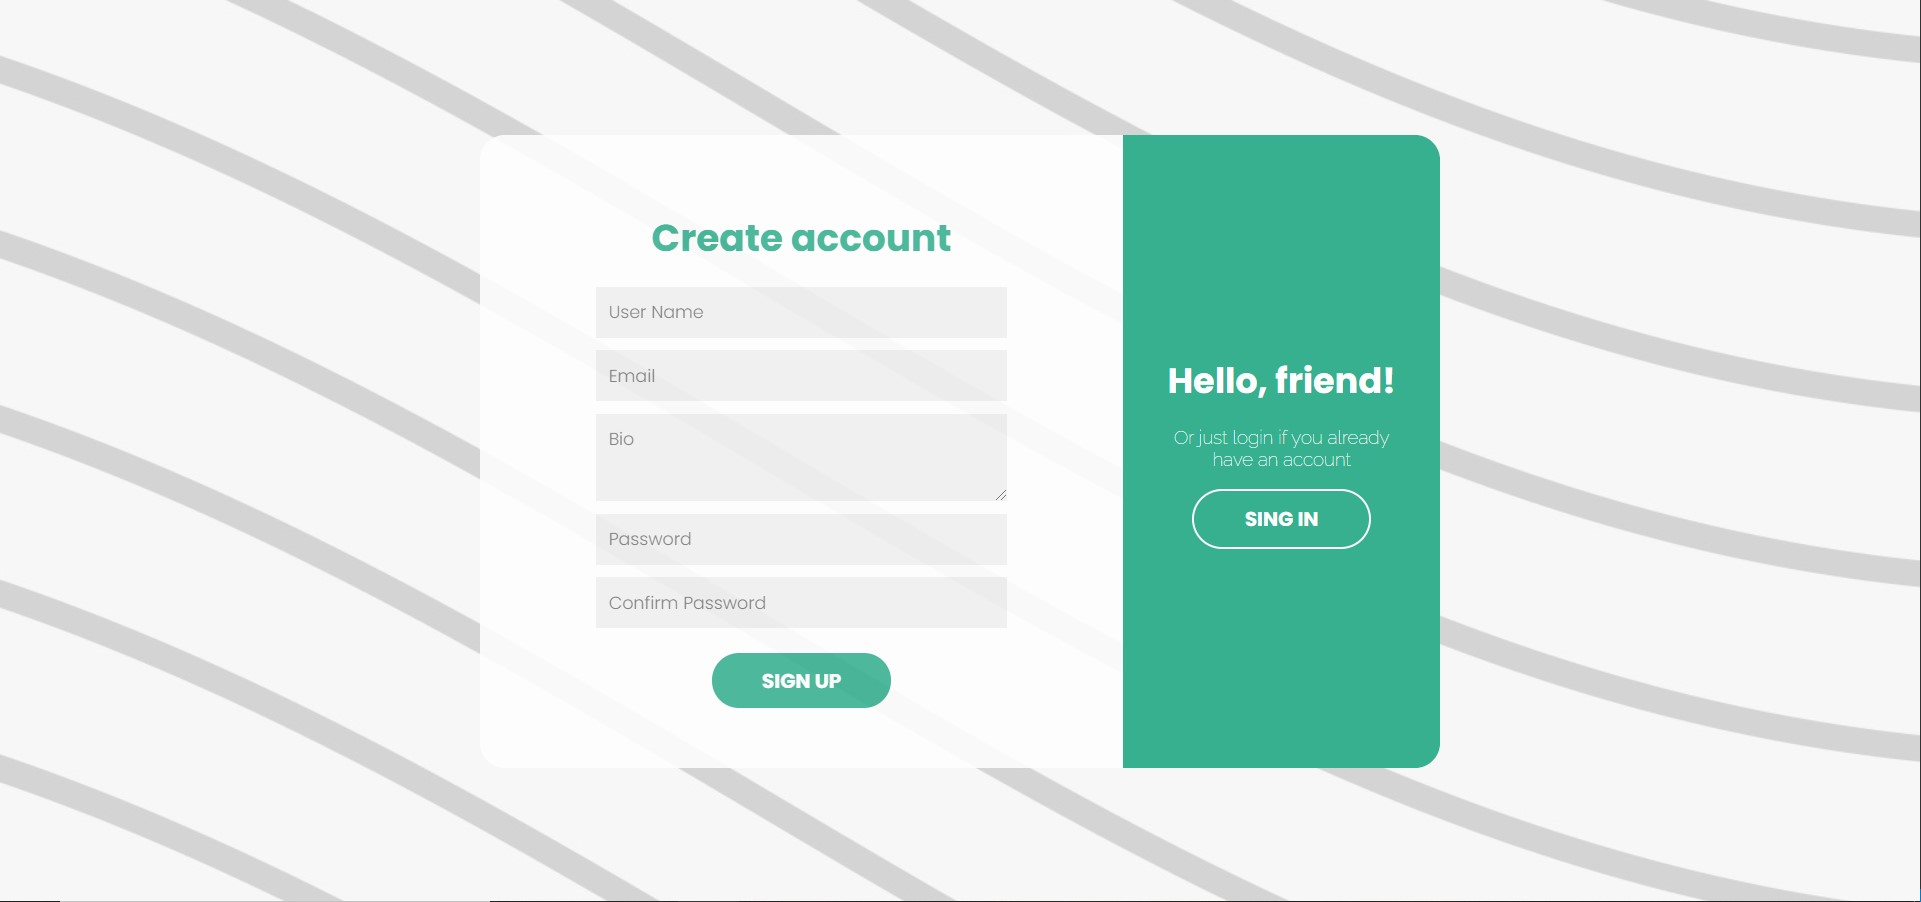 Create account
User Name
Email
Bio
Password
Confirm Password
SIGN UP
Hello, friend!
Or just login if you already
have an account
SING IN